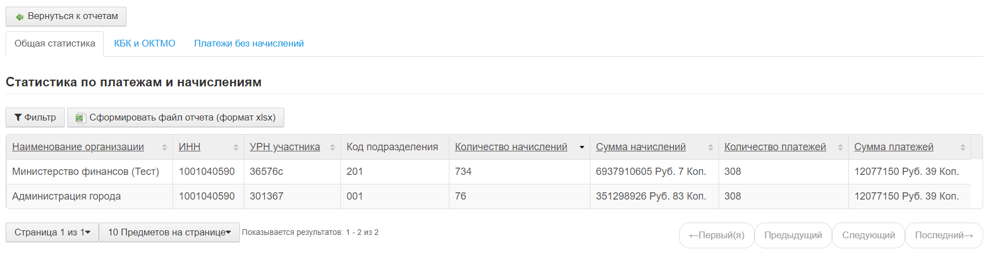 Вернуться к отчетам
Общая статистика КБК и ОКТМО Платежи без начислений
Статистика по платежам и начислениям
Фильтр Сформировать файл отчета (формат xlsx)
Наименование организации ИНН УРН участника Код подразделения Количество начислений Сумма начислений Количество платежей Сумма платежей
Министерство финансов (Тест) 1001040590 36576c 201 734 6937910605 Руб. 7 Коп. 308 12077150 Руб. 39 Коп.
Администрация города 1001040590 301367 001 76 351298926 Руб. 83 Коп. 308 12077150 Руб. 39 Коп.
Страница 1 из 1 10 Предметов на странице Показывается результатов: 1 - 2 из 2 ←Первый(я) Предыдущий Следующий Последний→